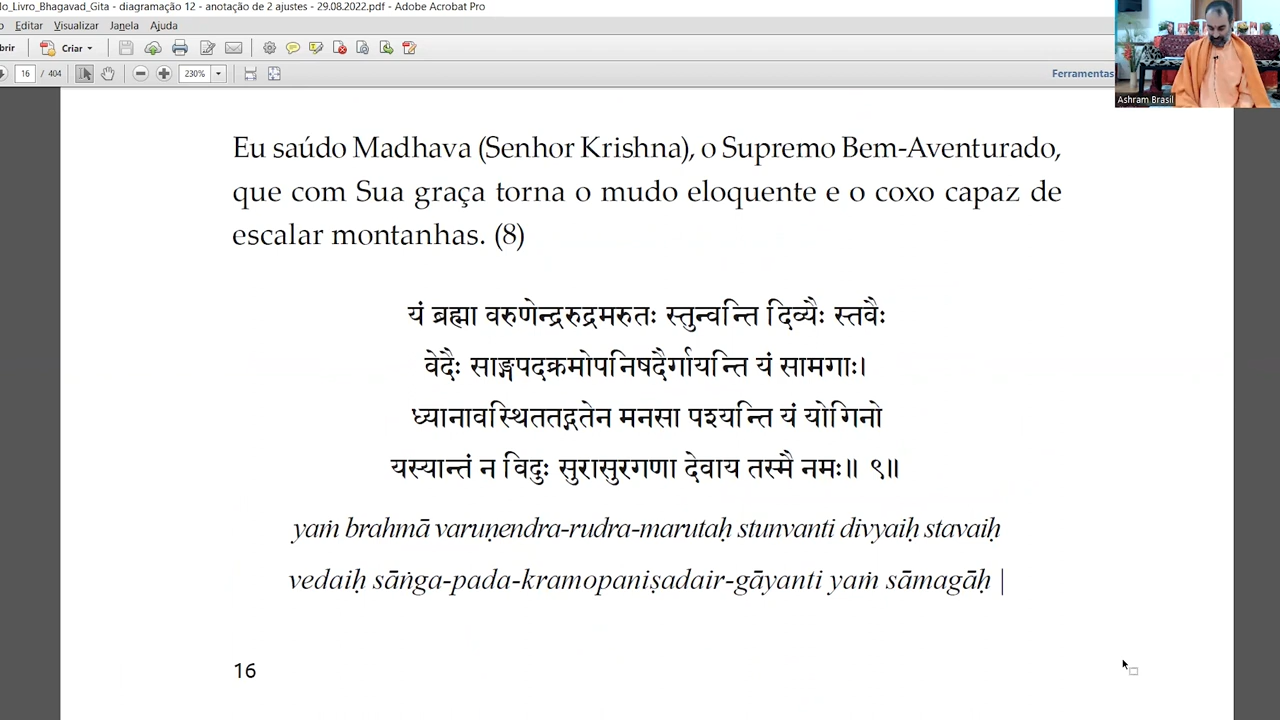 lo_Livro_Bhagavad_Gita - diagramação 12 - anotação de 2 ajustes - 29.08.2022.pdf - Adobe Acrobat Pro
Editar Visualizar Janela Ajuda
brir Criar
16 / 404 230% Ferramentas
Ashram Brasil
Eu saúdo Madhava (Senhor Krishna), o Supremo Bem-Aventurado,
que com Sua graça torna o mudo eloquente e o coxo capaz de
escalar montanhas. (8)
यं ब्रह्मा वरुणेन्द्ररुद्रमरुतः स्तुन्वन्ति दिव्यैः स्तवैः
वेदैः साङ्गपदक्रमोपनिषदैर्गायन्ति यं सामगाः।
ध्यानावस्थिततद्गतेन मनसा पश्यन्ति यं योगिनो
यस्यान्तं न विदुः सुरासुरगणा देवाय तस्मै नमः॥ ९॥
yaṁ brahmā varuṇendra-rudra-marutaḥ stunvanti divyaiḥ stavaiḥ
vedaiḥ sāṅga-pada-kramopaniṣadair-gāyanti yaṁ sāmagāḥ |
16